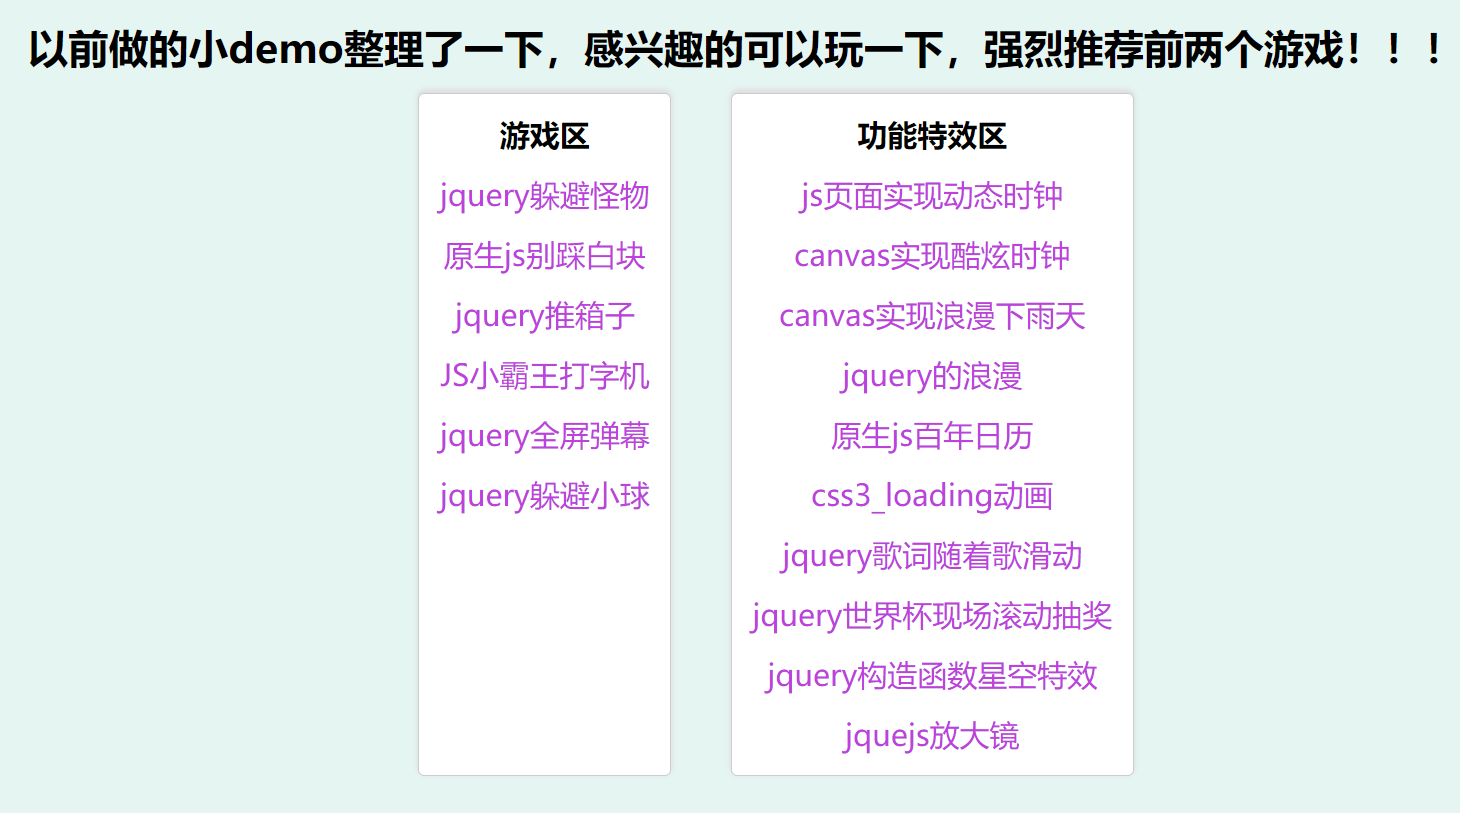 以前做的小demo整理了一下，感兴趣的可以玩一下，强烈推荐前两个游戏！！！
游戏区
jquery躲避怪物
原生js别踩白块
jquery推箱子
JS小霸王打字机
jquery全屏弹幕
jquery躲避小球
功能特效区
js页面实现动态时钟
canvas实现酷炫时钟
canvas实现浪漫下雨天
jquery的浪漫
原生js百年日历
css3_loading动画
jquery歌词随着歌滑动
jquery世界杯现场滚动抽奖
jquery构造函数星空特效
jquejs放大镜